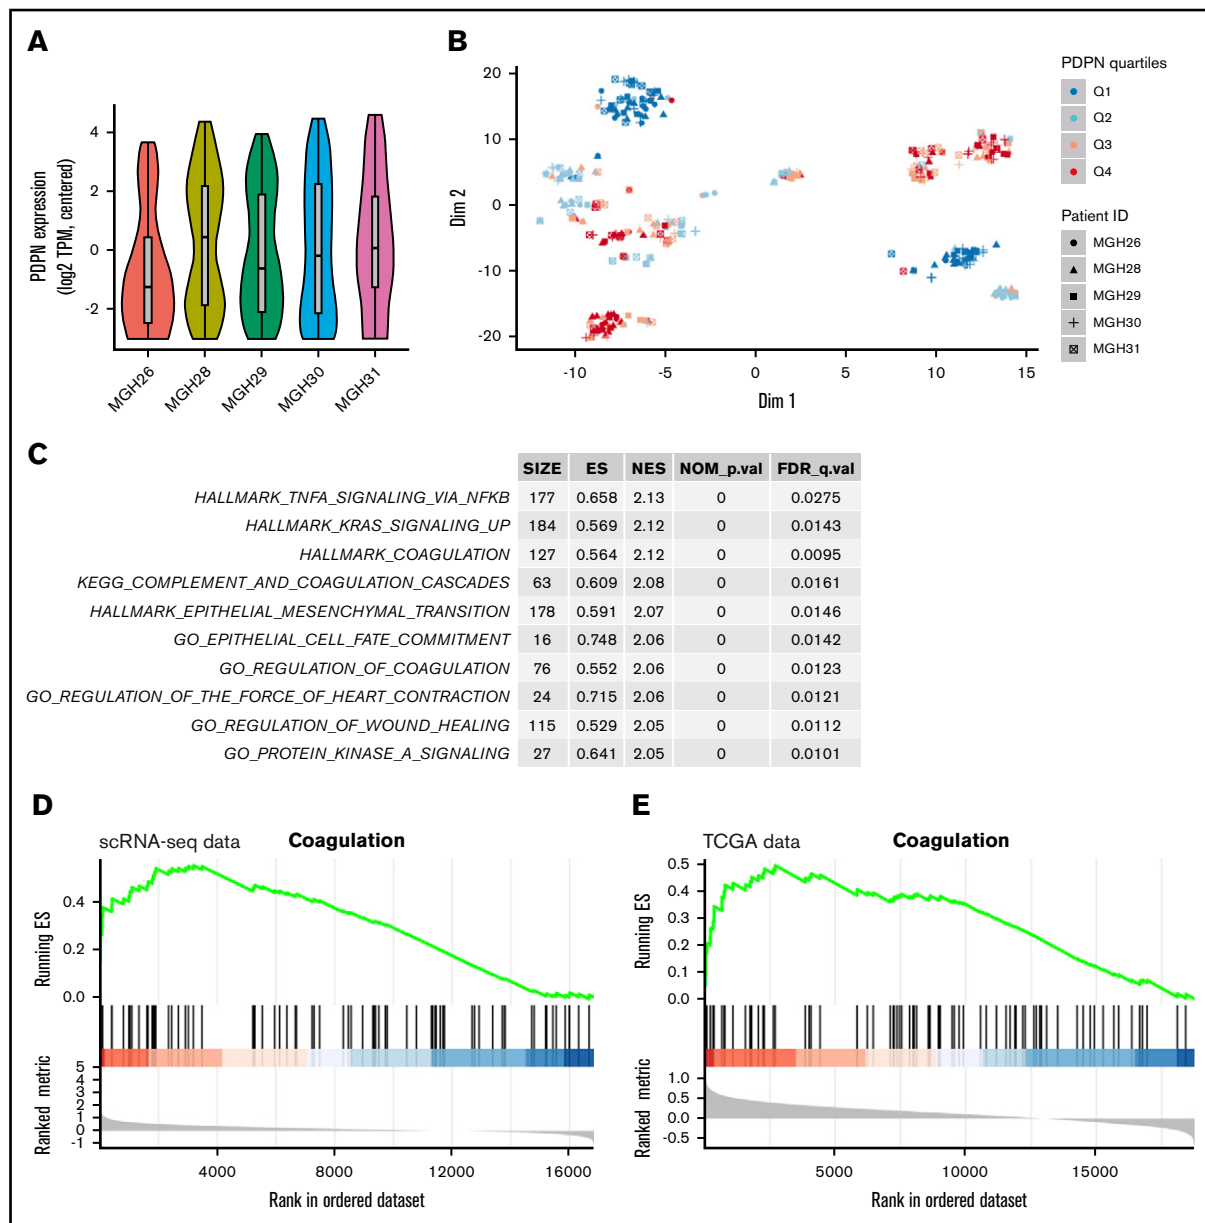 A
PDPN expression
(log2 TPM, centered)
4
2
0
-2
MGH26
MGH28
MGH29
MGH30
MGH31
B
Dim 2
20
10
0
-10
-20
-10
-5
0
5
10
15
Dim 1
PDPN quartiles
Q1
Q2
Q3
Q4
Patient ID
MGH26
MGH28
MGH29
MGH30
MGH31
C
SIZE ES NES NOM_p.val FDR_q.val
HALLMARK_TNFA_SIGNALING_VIA_NFKB 177 0.658 2.13 0 0.0275
HALLMARK_KRAS_SIGNALING_UP 184 0.569 2.12 0 0.0143
HALLMARK_COAGULATION 127 0.564 2.12 0 0.0095
KEGG_COMPLEMENT_AND_COAGULATION_CASCADES 63 0.609 2.08 0 0.0161
HALLMARK_EPITHELIAL_MESENCHYMAL_TRANSITION 178 0.591 2.07 0 0.0146
GO_EPITHELIAL_CELL_FATE_COMMITMENT 16 0.748 2.06 0 0.0142
GO_REGULATION_OF_COAGULATION 76 0.552 2.06 0 0.0123
GO_REGULATION_OF_THE_FORCE_OF_HEART_CONTRACTION 24 0.715 2.06 0 0.0121
GO_REGULATION_OF_WOUND_HEALING 115 0.529 2.05 0 0.0112
GO_PROTEIN_KINASE_A_SIGNALING 27 0.641 2.05 0 0.0101
D
scRNA-seq data Coagulation
Running ES
0.4
0.2
0.0
Ranked metric
5
4
3
2
1
0
-1
4000 8000 12000 16000
Rank in ordered dataset
E
TCGA data Coagulation
Running ES
0.5
0.4
0.3
0.2
0.1
0.0
Ranked metric
1.0
0.5
0.0
-0.5
5000 10000 15000
Rank in ordered dataset